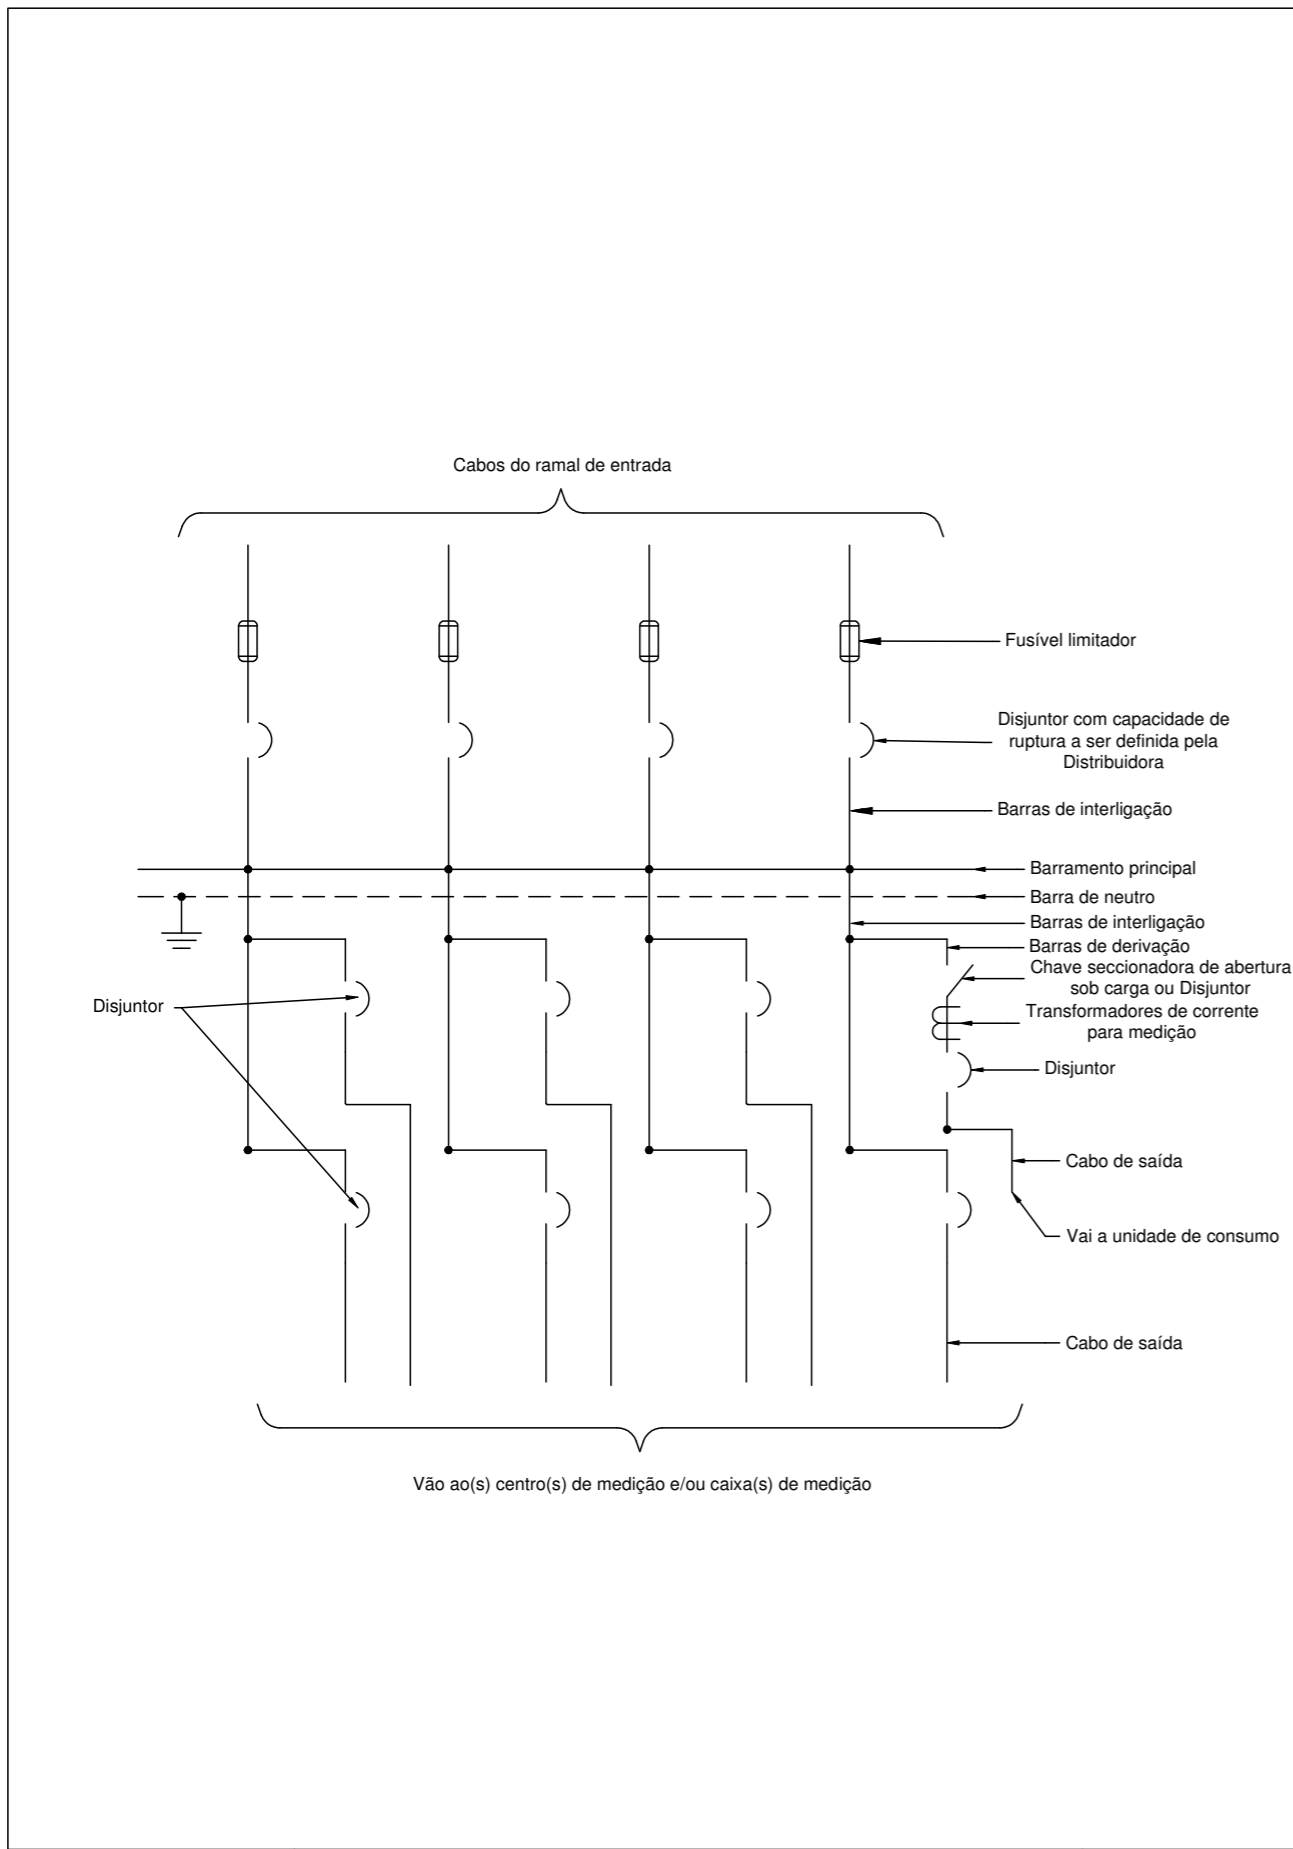 Cabos do ramal de entrada
Fusível limitador
Disjuntor com capacidade de
ruptura a ser definida pela
Distribuidora
Barras de interligação
Barramento principal
Barra de neutro
Barras de interligação
Barras de derivação
Chave seccionadora de abertura
sob carga ou Disjuntor
Disjuntor
Transformadores de corrente
para medição
Disjuntor
Cabo de saída
Vai a unidade de consumo
Cabo de saída
Vão ao(s) centro(s) de medição e/ou caixa(s) de medição